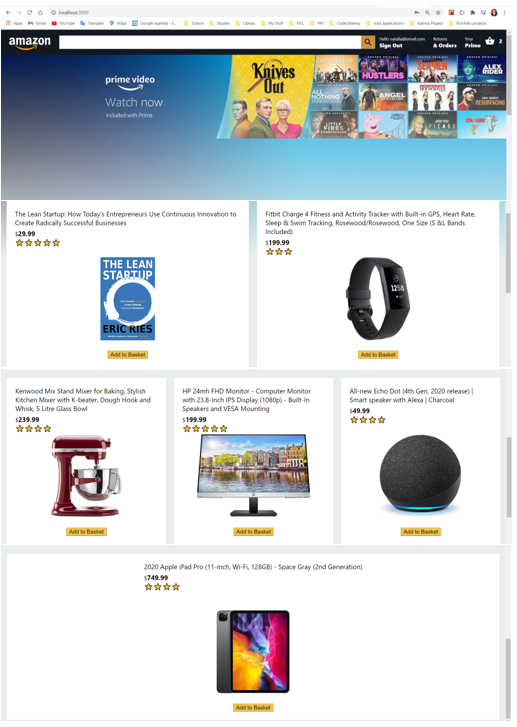 localhost:3000
Apps Gmail YouTube Translate Maps Google Agenda - S... School Studies Library My Stuff NYL PM CodecAdemy Jobs applications Katrina Project Portfolio projects
amazon
Hello natalia@email.com
Sign Out
Returns
& Orders
Your
Prime
2
prime video
Watch now
Included with Prime
Knives
Out
HUSTLERS
ALEX
RIDER
ALL
NOTHING
ANGEL
RESURFACING
LITTLE
FIRES
PICARD
The Lean Startup: How Today's Entrepreneurs Use Continuous Innovation to
Create Radically Successful Businesses
$29.99
THE LEAN
STARTUP
ERIC RIES
Add to Basket
Fitbit Charge 4 Fitness and Activity Tracker with Built-in GPS, Heart Rate,
Sleep & Swim Tracking, Rosewood/Rosewood, One Size (S &L Bands
Included)
$199.99
Add to Basket
Kenwood Mix Stand Mixer for Baking, Stylish
Kitchen Mixer with K-beater, Dough Hook and
Whisk, 5 Litre Glass Bowl
$239.99
Add to Basket
HP 24mh FHD Monitor - Computer Monitor
with 23.8-Inch IPS Display (1080p) - Built-In
Speakers and VESA Mounting
$199.99
Add to Basket
All-new Echo Dot (4th Gen, 2020 release) |
Smart speaker with Alexa | Charcoal
$49.99
Add to Basket
2020 Apple iPad Pro (11-inch, Wi-Fi, 128GB) - Space Gray (2nd Generation)
$749.99
Add to Basket